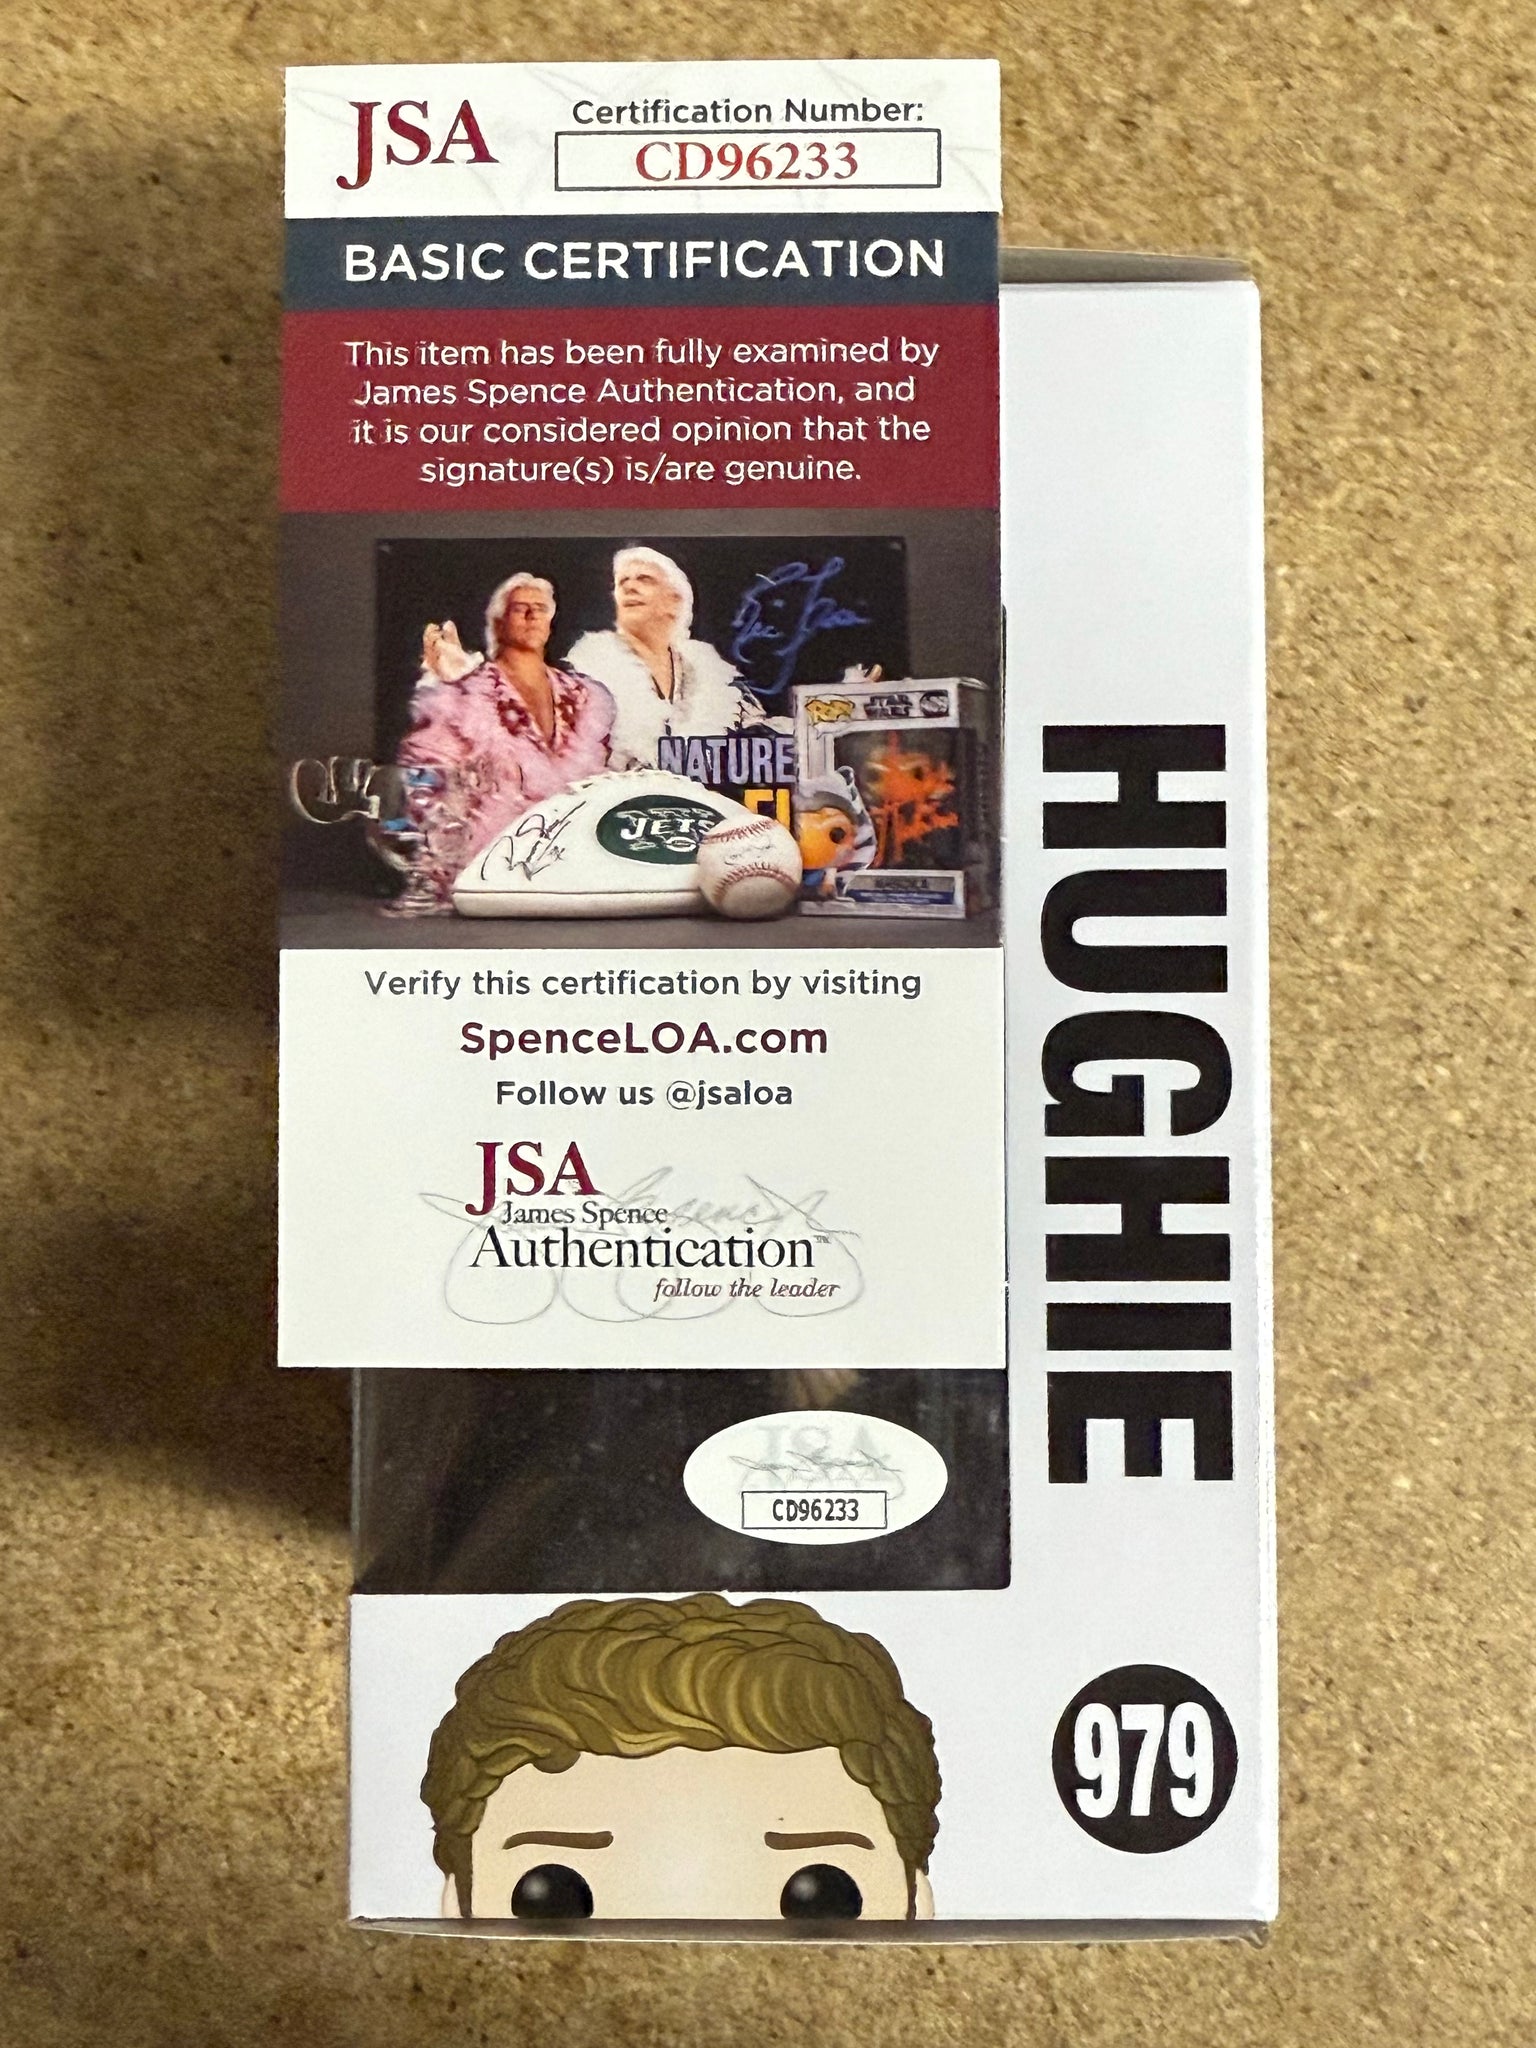 JSA
Certification Number:
CD96233
BASIC CERTIFICATION
This item has been fully examined by
James Spence Authentication, and
it is our considered opinion that the
signature(s) is/are genuine.
STAR
WARS
NATURE
JETS
Verify this certification by visiting
SpenceLOA.com
Follow us @jsaloa
JSA
James Spence
Authentication™
follow the leader
CD96233
HUGHIE
979